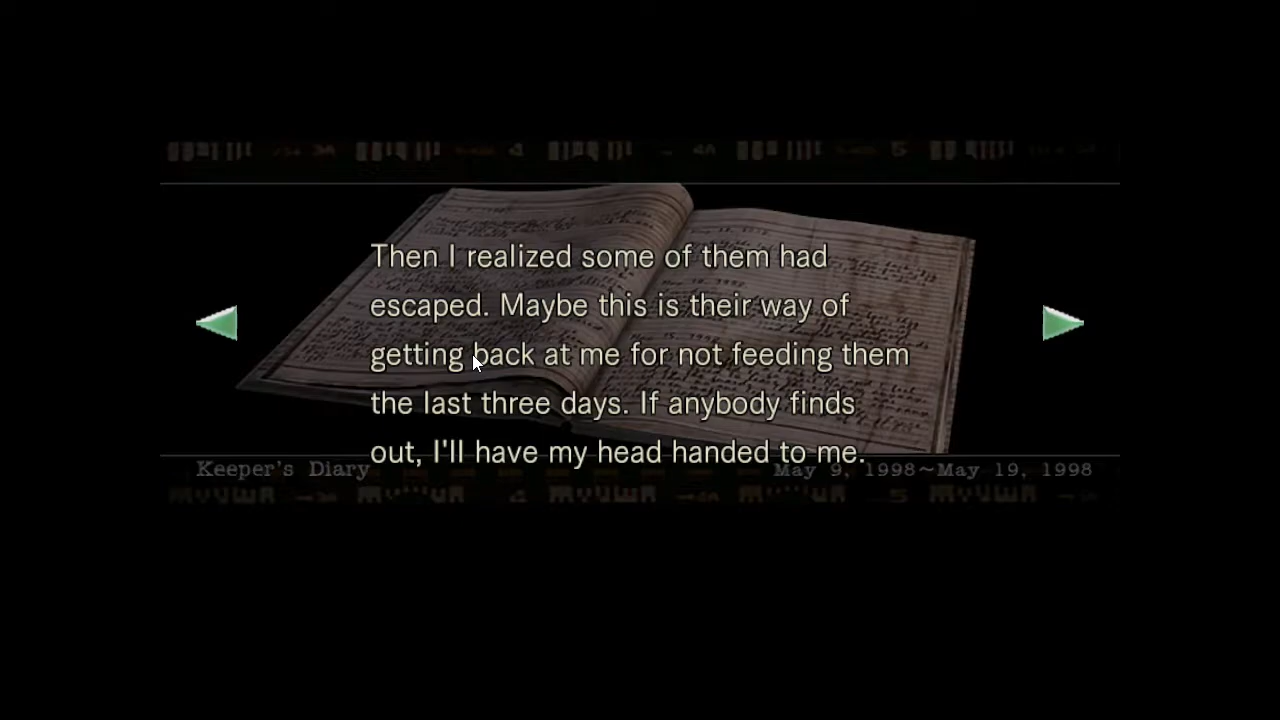 Then I realized some of them had
escaped. Maybe this is their way of
getting back at me for not feeding them
the last three days. If anybody finds
out, I'll have my head handed to me.
Keeper's Diary
May 9, 1998~May 19, 1998